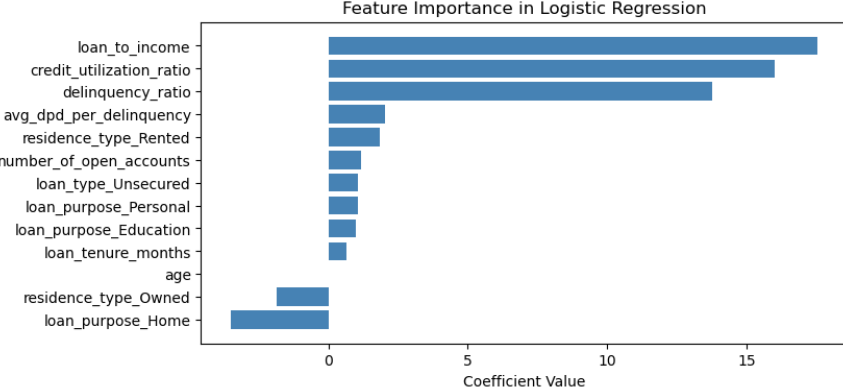 Feature Importance in Logistic Regression
loan_to_income
credit_utilization_ratio
delinquency_ratio
avg_dpd_per_delinquency
residence_type_Rented
number_of_open_accounts
loan_type_Unsecured
loan_purpose_Personal
loan_purpose_Education
loan_tenure_months
age
residence_type_Owned
loan_purpose_Home
0 5 10 15
Coefficient Value